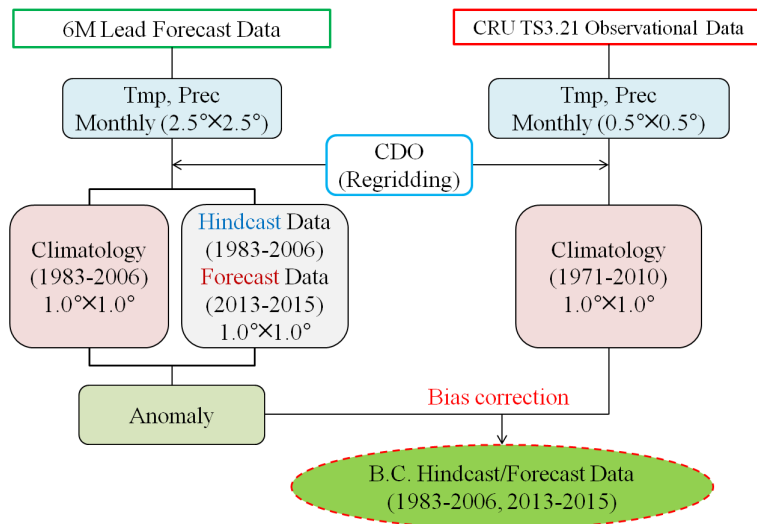 6M Lead Forecast Data
CRU TS3.21 Observational Data
Tmp, Prec
Monthly (2.5°×2.5°)
Tmp, Prec
Monthly (0.5°×0.5°)
CDO
(Regridding)
Climatology
(1983-2006)
1.0°×1.0°
Hindcast Data
(1983-2006)
Forecast Data
(2013-2015)
1.0°×1.0°
Climatology
(1971-2010)
1.0°×1.0°
Anomaly
Bias correction
B.C. Hindcast/Forecast Data
(1983-2006, 2013-2015)